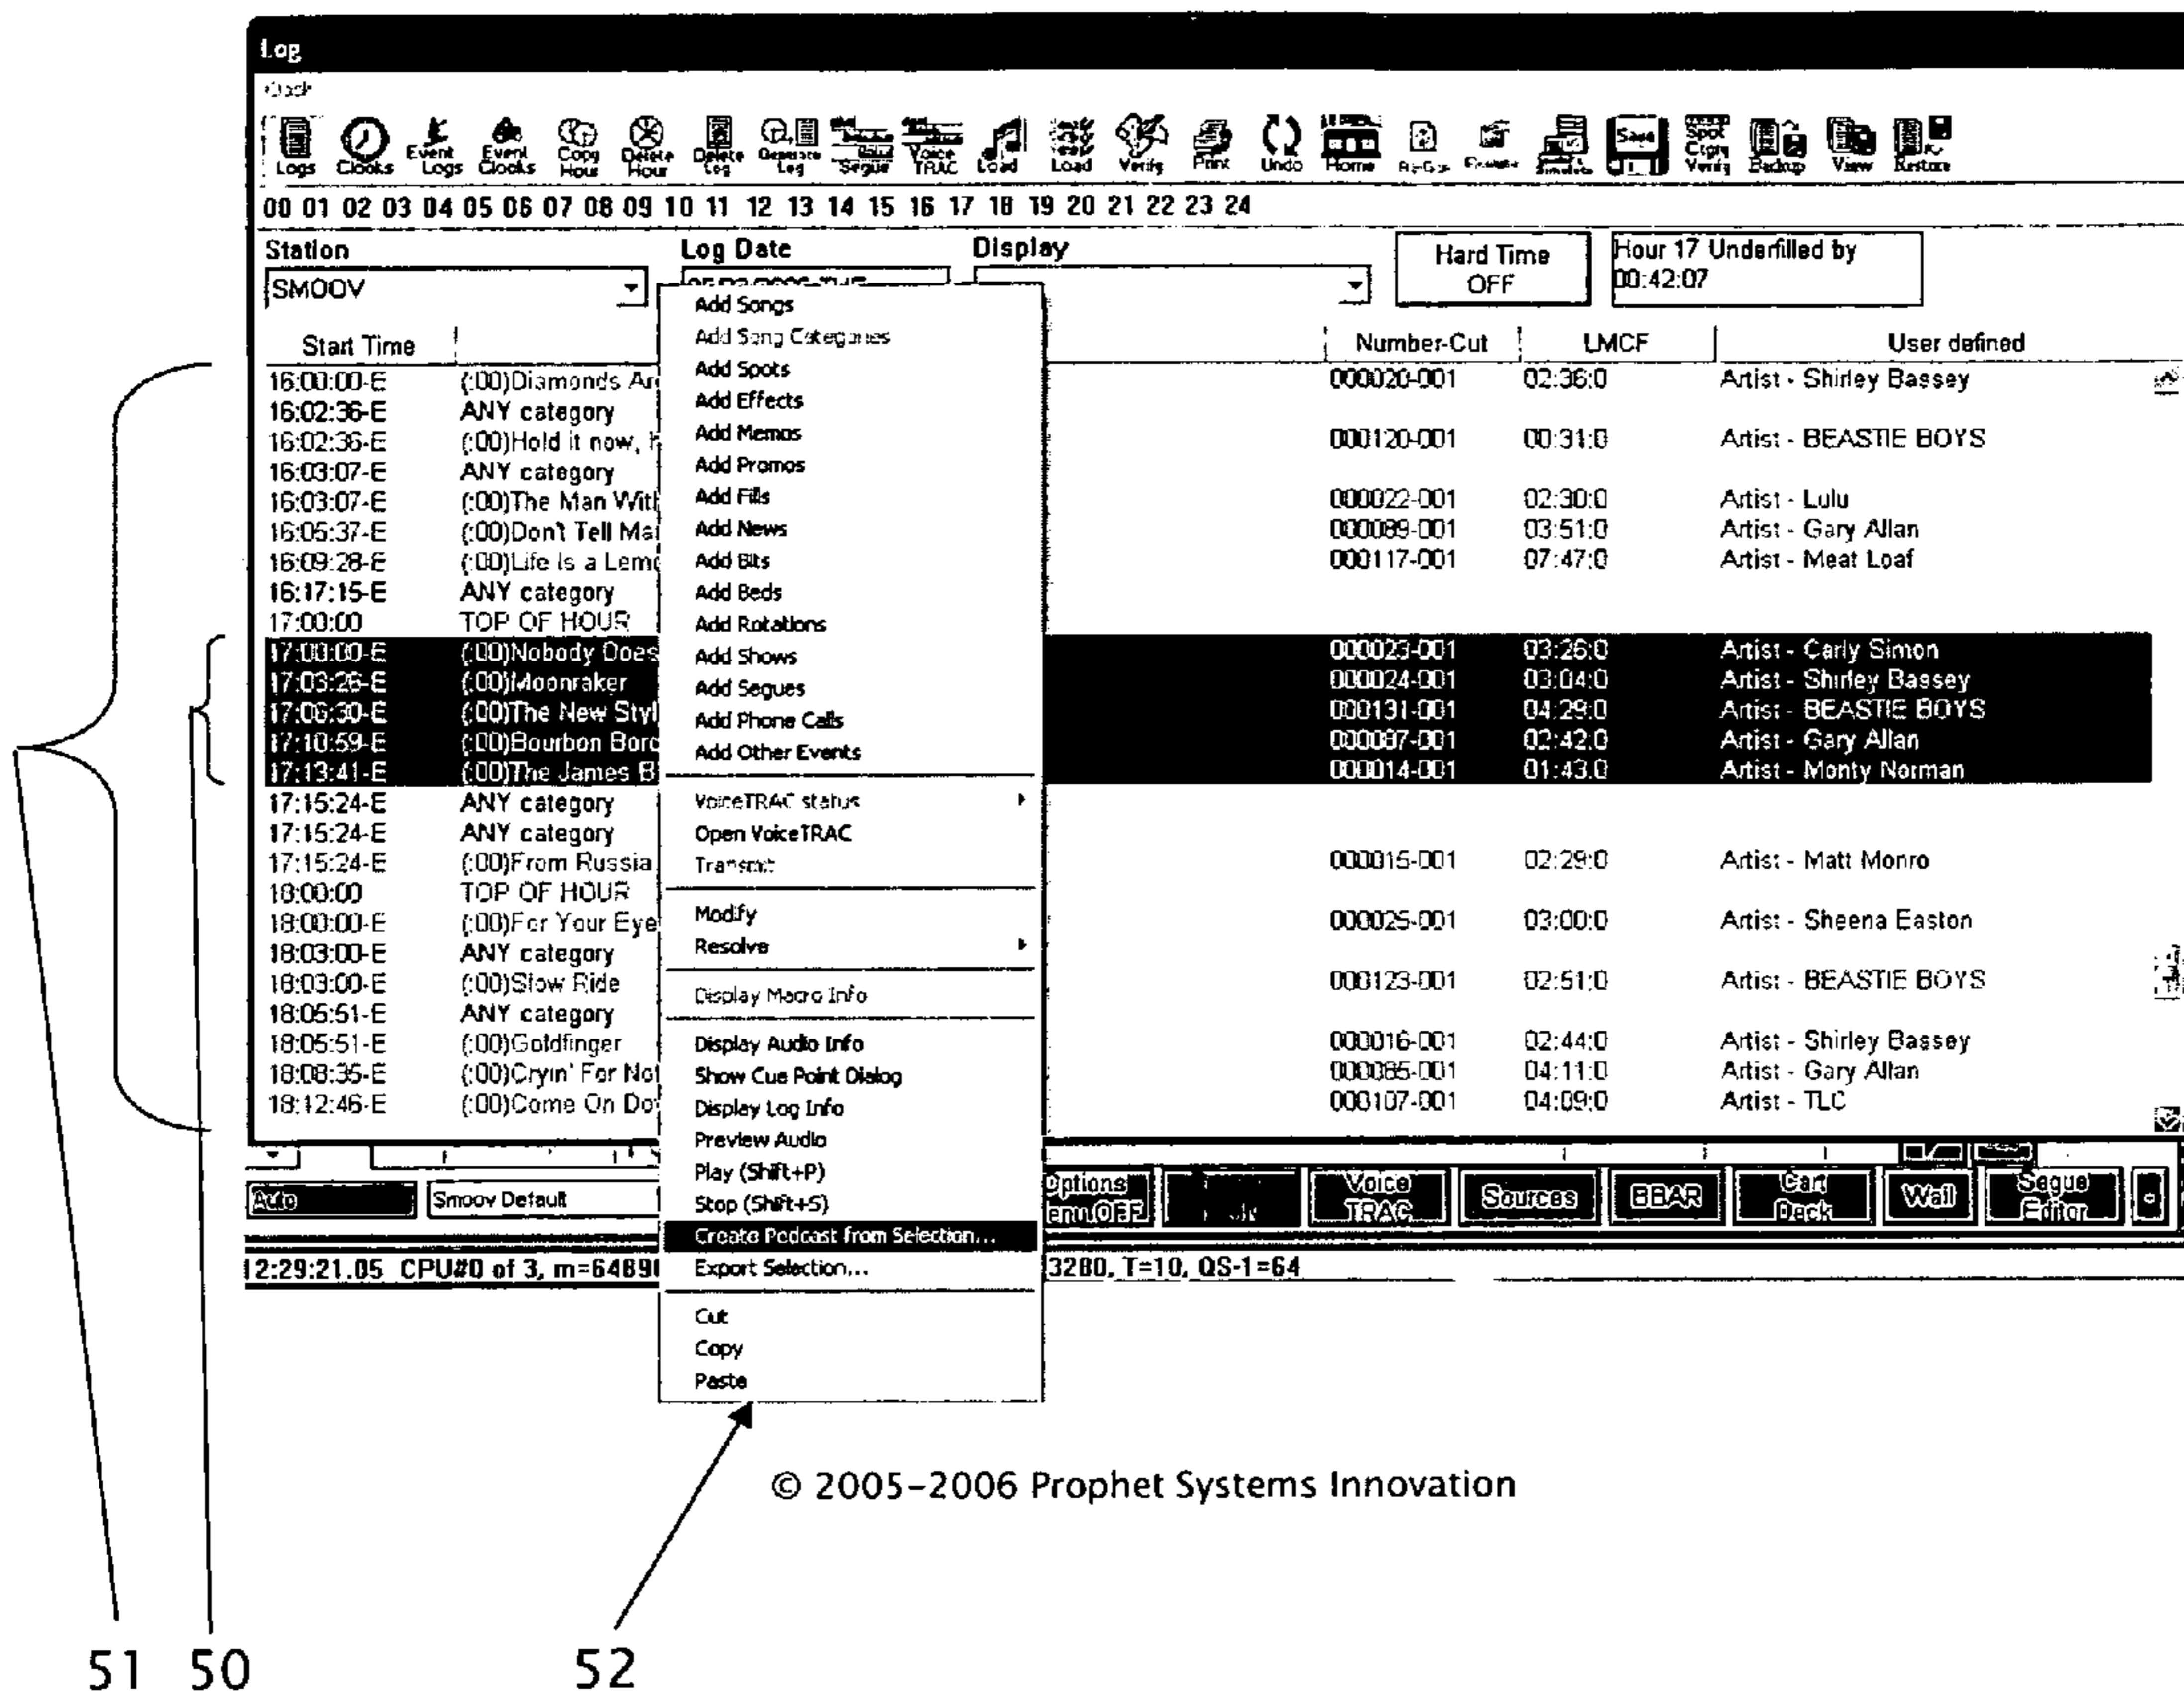 Log
Logs Clocks Event Logs Event Clocks Copy Hour Delete Hour Delete Log Generate Log Segue Voice TRAC Load Load Verify Print Undo Home Save Spot Verify Backup View Restore
00 01 02 03 04 05 06 07 08 09 10 11 12 13 14 15 16 17 18 19 20 21 22 23 24
Station Log Date Display Hard Time OFF Hour 17 Underfilled by 00:42:07
SMOOV
Start Time Number-Cut LMCF User defined
16:00:00-E (:00)Diamonds Ar 000020-001 02:36:0 Artist - Shirley Bassey
16:02:36-E ANY category
16:02:36-E (:00)Hold it now, 000120-001 00:31:0 Artist - BEASTIE BOYS
16:03:07-E ANY category
16:03:07-E (:00)The Man Wit 000022-001 02:30:0 Artist - Lulu
16:05:37-E (:00)Don't Tell Ma 000089-001 03:51:0 Artist - Gary Allan
16:09:28-E (:00)Life Is a Lem 000117-001 07:47:0 Artist - Meat Loaf
16:17:15-E ANY category
17:00:00 TOP OF HOUR
17:00:00-E (:00)Nobody Does 000023-001 03:26:0 Artist - Carly Simon
17:03:26-E (:00)Moonraker 000024-001 03:04:0 Artist - Shirley Bassey
17:06:30-E (:00)The New Styl 000131-001 04:29:0 Artist - BEASTIE BOYS
17:10:59-E (:00)Bourbon Bord 000087-001 02:42:0 Artist - Gary Allan
17:13:41-E (:00)The James B 000014-001 01:43:0 Artist - Monty Norman
17:15:24-E ANY category
17:15:24-E ANY category
17:15:24-E (:00)From Russia 000015-001 02:29:0 Artist - Matt Monro
18:00:00 TOP OF HOUR
18:00:00-E (:00)For Your Eye 000025-001 03:00:0 Artist - Sheena Easton
18:03:00-E ANY category
18:03:00-E (:00)Slow Ride 000123-001 02:51:0 Artist - BEASTIE BOYS
18:05:51-E ANY category
18:05:51-E (:00)Goldfinger 000016-001 02:44:0 Artist - Shirley Bassey
18:08:35-E (:00)Cryin' For No 000085-001 04:11:0 Artist - Gary Allan
18:12:46-E (:00)Come On Do 000107-001 04:09:0 Artist - TLC
Add Songs
Add Song Categories
Add Spots
Add Effects
Add Memos
Add Promos
Add Fills
Add News
Add Bits
Add Beds
Add Rotations
Add Shows
Add Segues
Add Phone Calls
Add Other Events
VoiceTRAC status
Open VoiceTRAC
Transmit
Modify
Resolve
Display Macro Info
Display Audio Info
Show Cue Point Dialog
Display Log Info
Preview Audio
Play (Shift+P)
Stop (Shift+S)
Create Podcast from Selection...
Export Selection...
Cut
Copy
Paste
Auto Smoov Default Options enu OFF Voice TRAC Sources BBAR Cart Deck Wall Segue Editor
12:29:21.05 CPU#0 of 3, m=6489 3280, T=10, QS-1=64
© 2005-2006 Prophet Systems Innovation
51 50 52